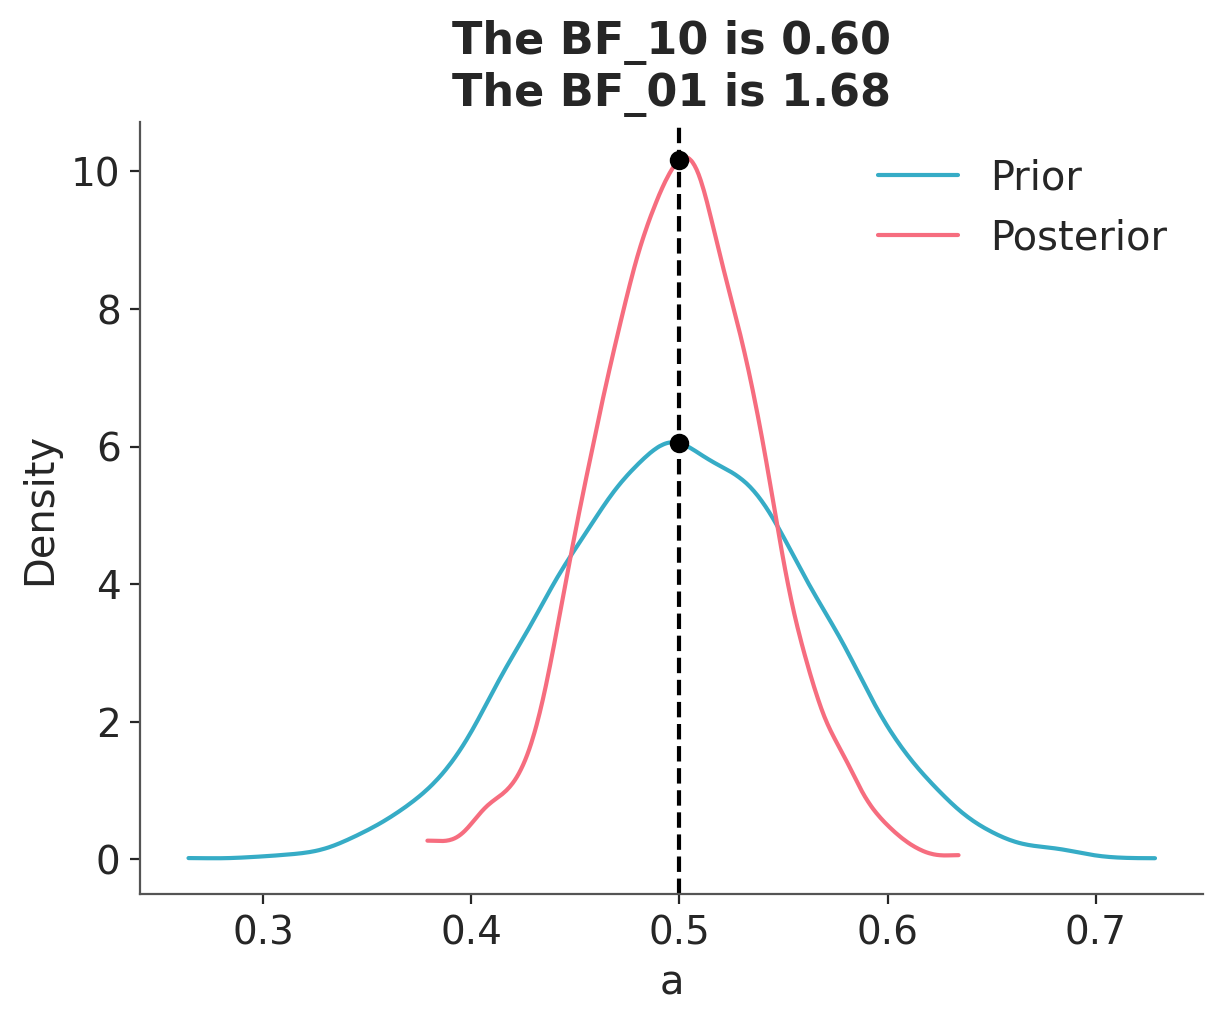 The BF_10 is 0.60
The BF_01 is 1.68
Prior
Posterior
Density
10
8
6
4
2
0
0.3 0.4 0.5 0.6 0.7
a